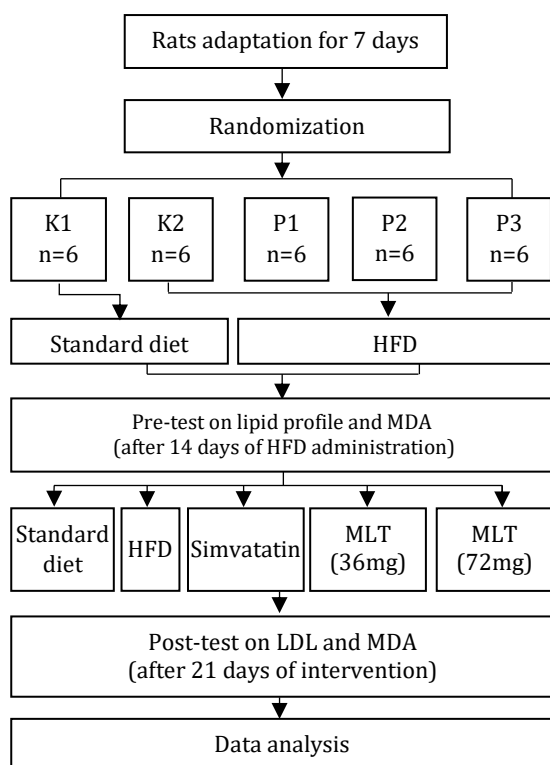 Rats adaptation for 7 days
Randomization
K1
n=6
K2
n=6
P1
n=6
P2
n=6
P3
n=6
Standard diet
HFD
Pre-test on lipid profile and MDA
(after 14 days of HFD administration)
Standard
diet
HFD
Simvatatin
MLT
(36mg)
MLT
(72mg)
Post-test on LDL and MDA
(after 21 days of intervention)
Data analysis